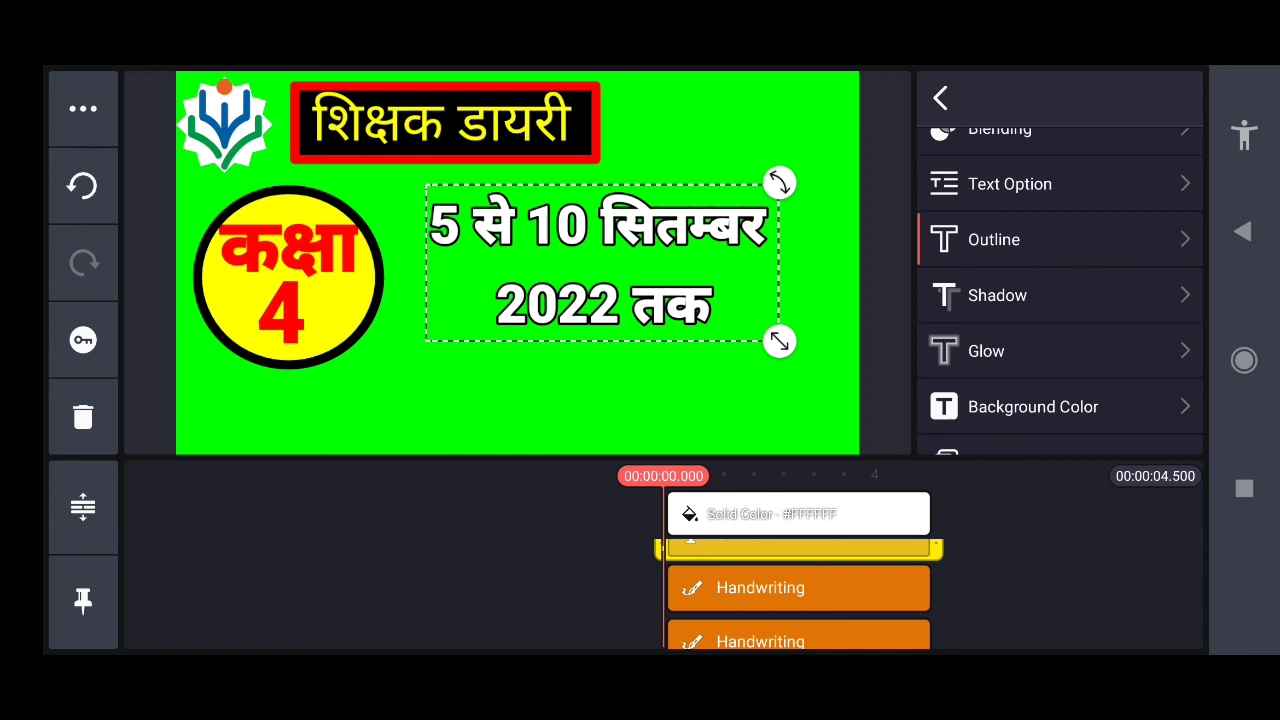 शिक्षक डायरी
कक्षा
4
5 से 10 सितम्बर
2022 तक
Blending
Text Option
Outline
Shadow
Glow
Background Color
00:00:00.000
4
00:00:04.500
Solid Color - #FFFFFF
Handwriting
Handwriting